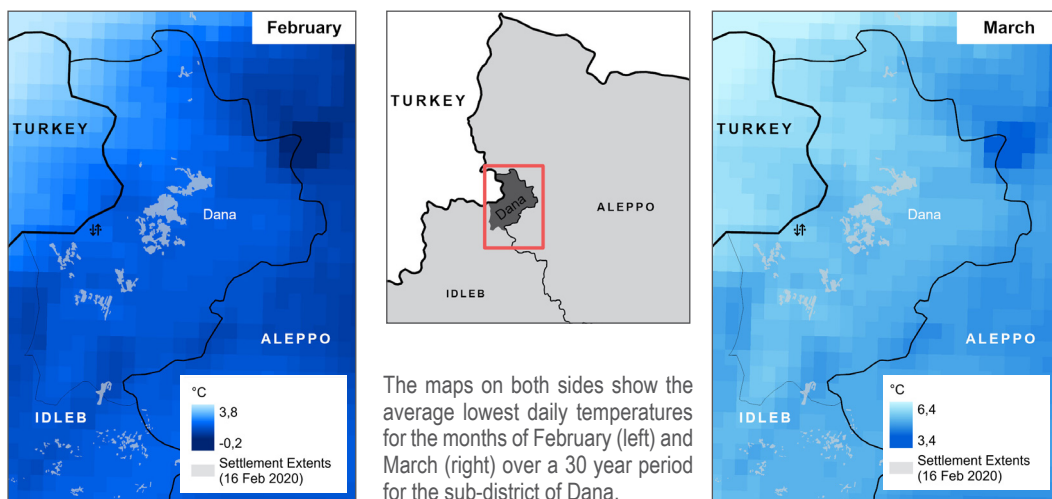 February
TURKEY
Dana
ALEPPO
IDLEB
°C
3,8
-0,2
Settlement Extents
(16 Feb 2020)
TURKEY
Dana
ALEPPO
IDLEB
The maps on both sides show the
average lowest daily temperatures
for the months of February (left) and
March (right) over a 30 year period
for the sub-district of Dana.
March
TURKEY
Dana
ALEPPO
IDLEB
°C
6,4
3,4
Settlement Extents
(16 Feb 2020)